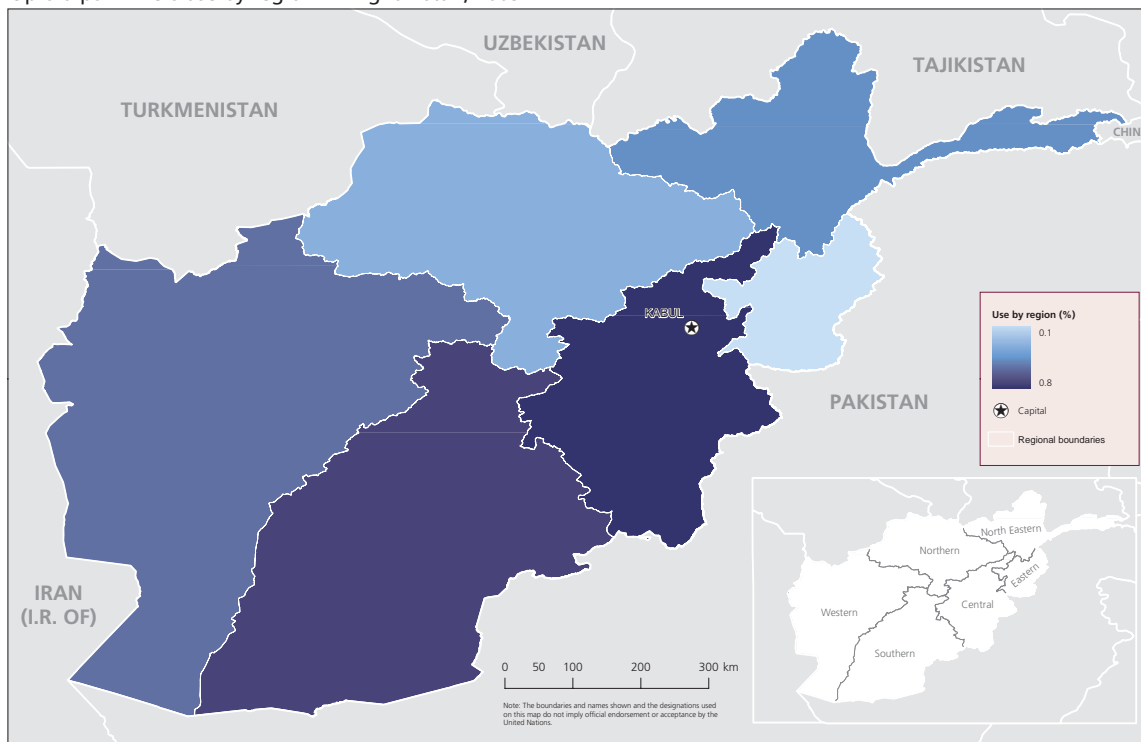 UZBEKISTAN
TAJIKISTAN
TURKMENISTAN
CHIN
KABUL
PAKISTAN
IRAN
(I.R. OF)
Use by region (%)
0.1
0.8
Capital
Regional boundaries
North Eastern
Northern
Eastern
Western
Central
Southern
0 50 100 200 300 km
Note: The boundaries and names shown and the designations used
on this map do not imply official endorsement or acceptance by the
United Nations.